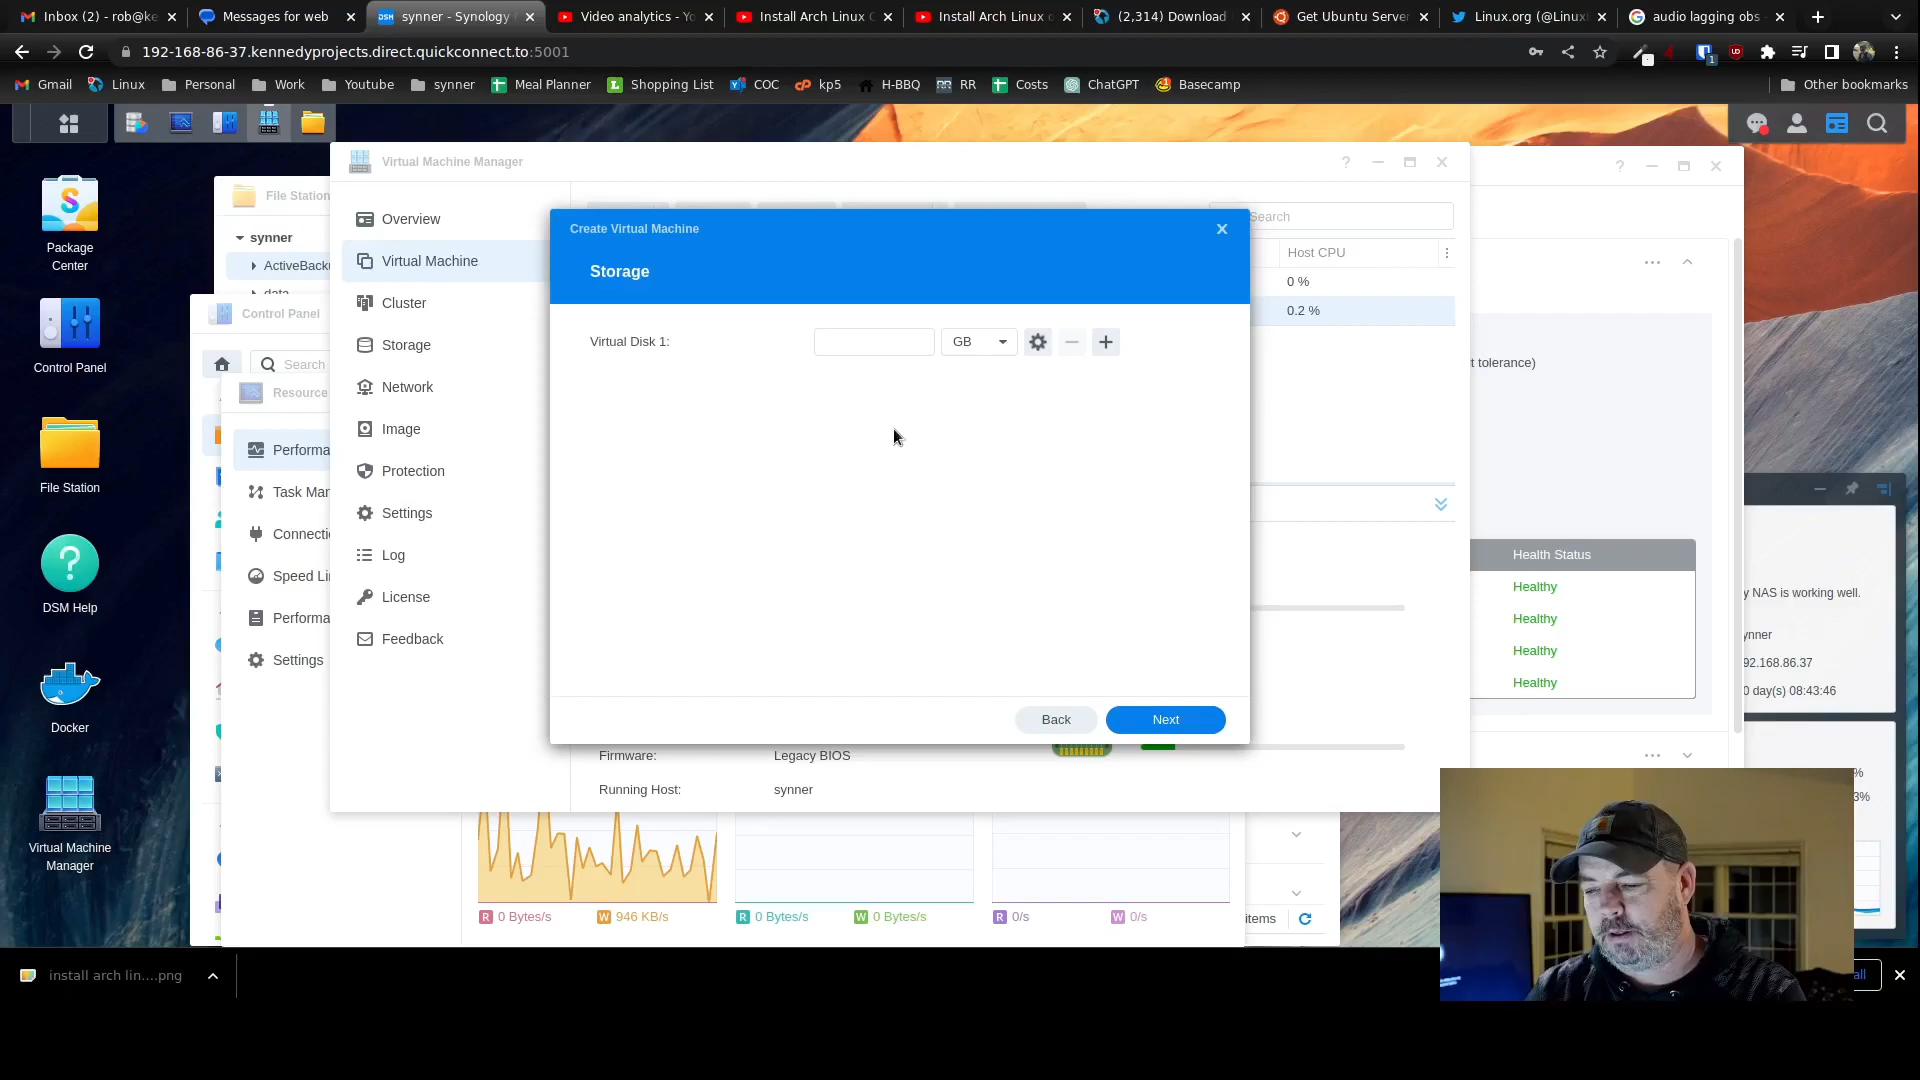 Inbox (2) - rob@ke
Messages for web
synner - Synology
Video analytics - Yo
Install Arch Linux
Install Arch Linux
(2,314) Download
Get Ubuntu Server
Linux.org (@Linux
audio lagging obs
192-168-86-37.kennedyprojects.direct.quickconnect.to:5001
Gmail
Linux
Personal
Work
Youtube
synner
Meal Planner
Shopping List
COC
kp5
H-BBQ
RR
Costs
ChatGPT
Basecamp
Other bookmarks
Package Center
Control Panel
File Station
DSM Help
Docker
Virtual Machine Manager
File Station
synner
ActiveBack
data
Control Panel
Search
Resource
Performa
Task Man
Connecti
Speed Li
Performa
Settings
Virtual Machine Manager
Overview
Virtual Machine
Cluster
Storage
Network
Image
Protection
Settings
Log
License
Feedback
Search
Host CPU
0 %
0.2 %
Create Virtual Machine
Storage
Virtual Disk 1:
GB
Back
Next
Firmware:
Legacy BIOS
Running Host:
synner
t tolerance)
Health Status
Healthy
Healthy
Healthy
Healthy
y NAS is working well.
ynner
92.168.86.37
0 day(s) 08:43:46
%
3%
R 0 Bytes/s
W 946 KB/s
R 0 Bytes/s
W 0 Bytes/s
R 0/s
W 0/s
items
install arch lin....png
all